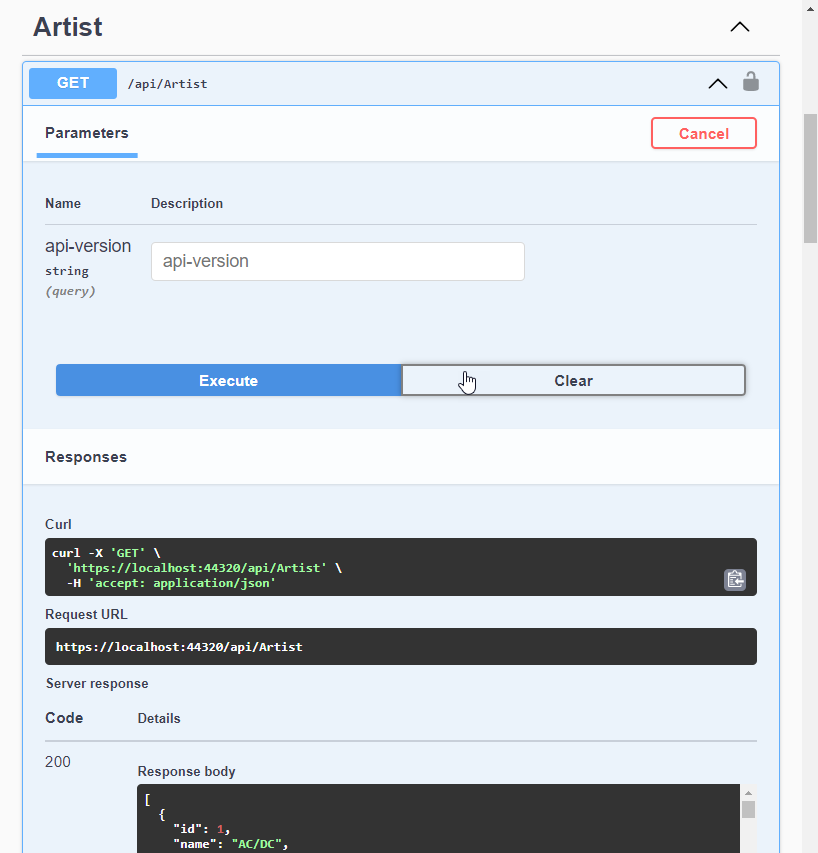 Artist
GET /api/Artist
Parameters Cancel
Name Description
api-version api-version
string
(query)
Execute Clear
Responses
Curl
curl -X 'GET' \
'https://localhost:44320/api/Artist' \
-H 'accept: application/json'
Request URL
https://localhost:44320/api/Artist
Server response
Code Details
200
Response body
[
{
"id": 1,
"name": "AC/DC",